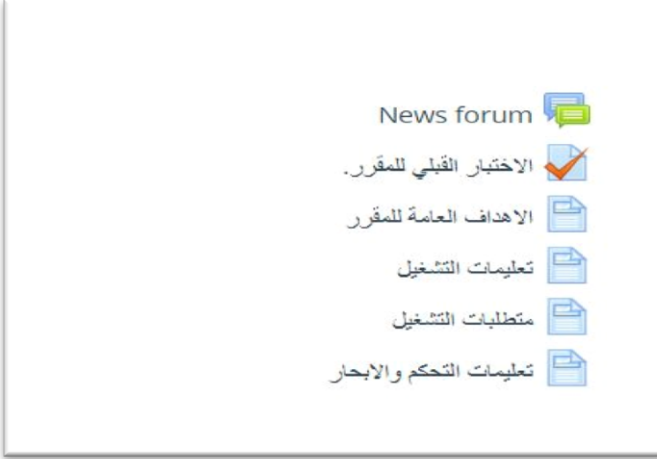 News forum
الاختبار القبلي للمقرر.
الاهداف العامة للمقرر
تعليمات التشغيل
متطلبات التشغيل
تعليمات التحكم والابحار